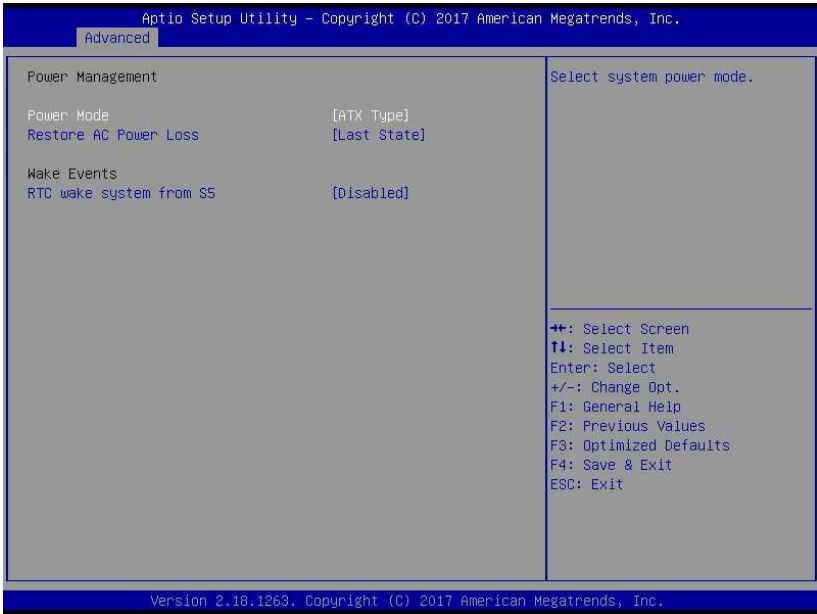 Aptio Setup Utility – Copyright (C) 2017 American Megatrends, Inc.
Advanced
Power Management
Power Mode [ATX Type]
Restore AC Power Loss [Last State]
Wake Events
RTC wake system from S5 [Disabled]
Select system power mode.
→←: Select Screen
↑↓: Select Item
Enter: Select
+/-: Change Opt.
F1: General Help
F2: Previous Values
F3: Optimized Defaults
F4: Save & Exit
ESC: Exit
Version 2.18.1263. Copyright (C) 2017 American Megatrends, Inc.